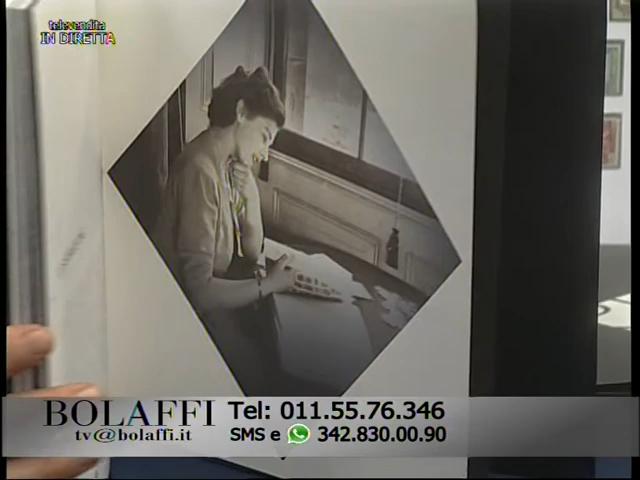 televendita
IN DIRETTA
BOLAFFI
tv@bolaffi.it
Tel: 011.55.76.346
SMS e 342.830.00.90